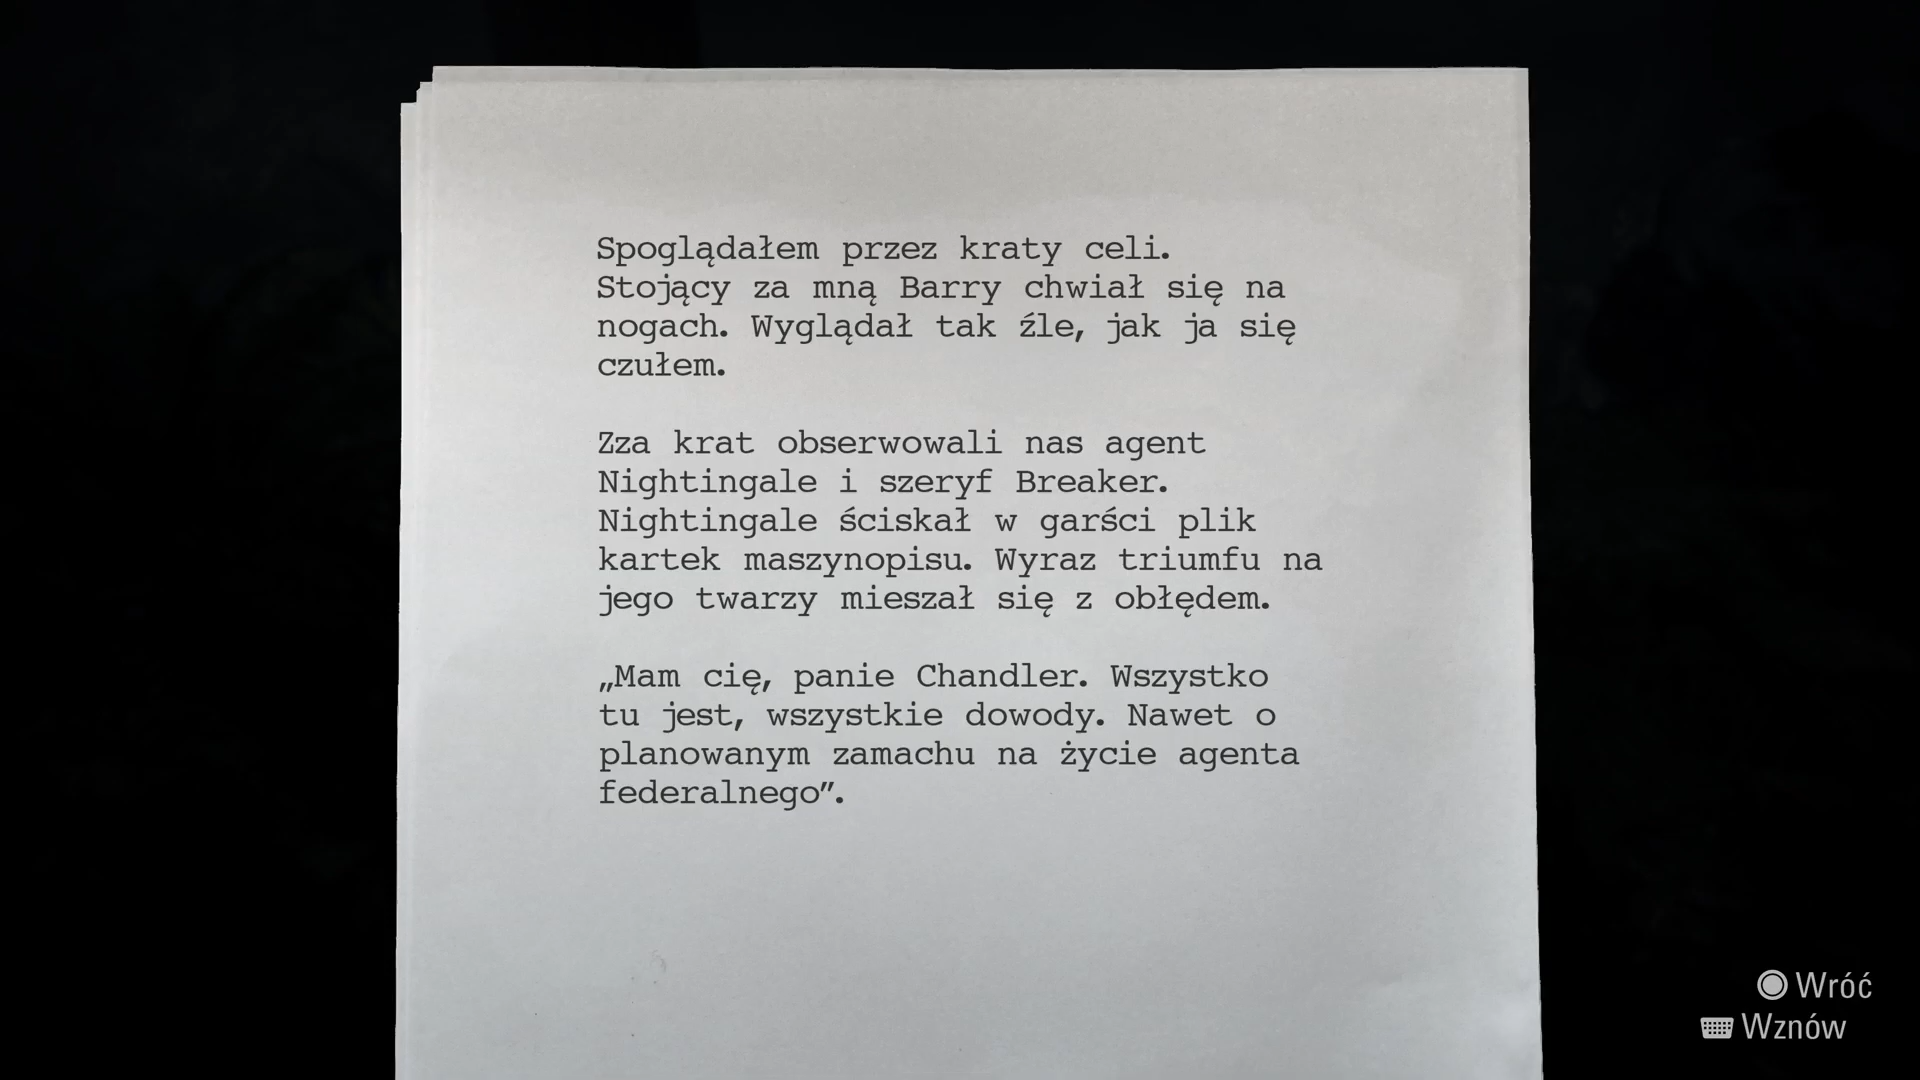 Spoglądałem przez kraty celi.
Stojący za mną Barry chwiał się na
nogach. Wyglądał tak źle, jak ja się
czułem.
Zza krat obserwowali nas agent
Nightingale i szeryf Breaker.
Nightingale ściskał w garści plik
kartek maszynopisu. Wyraz triumfu na
jego twarzy mieszał się z obłędem.
„Mam cię, panie Chandler. Wszystko
tu jest, wszystkie dowody. Nawet o
planowanym zamachu na życie agenta
federalnego”.
Wróć
Wznów